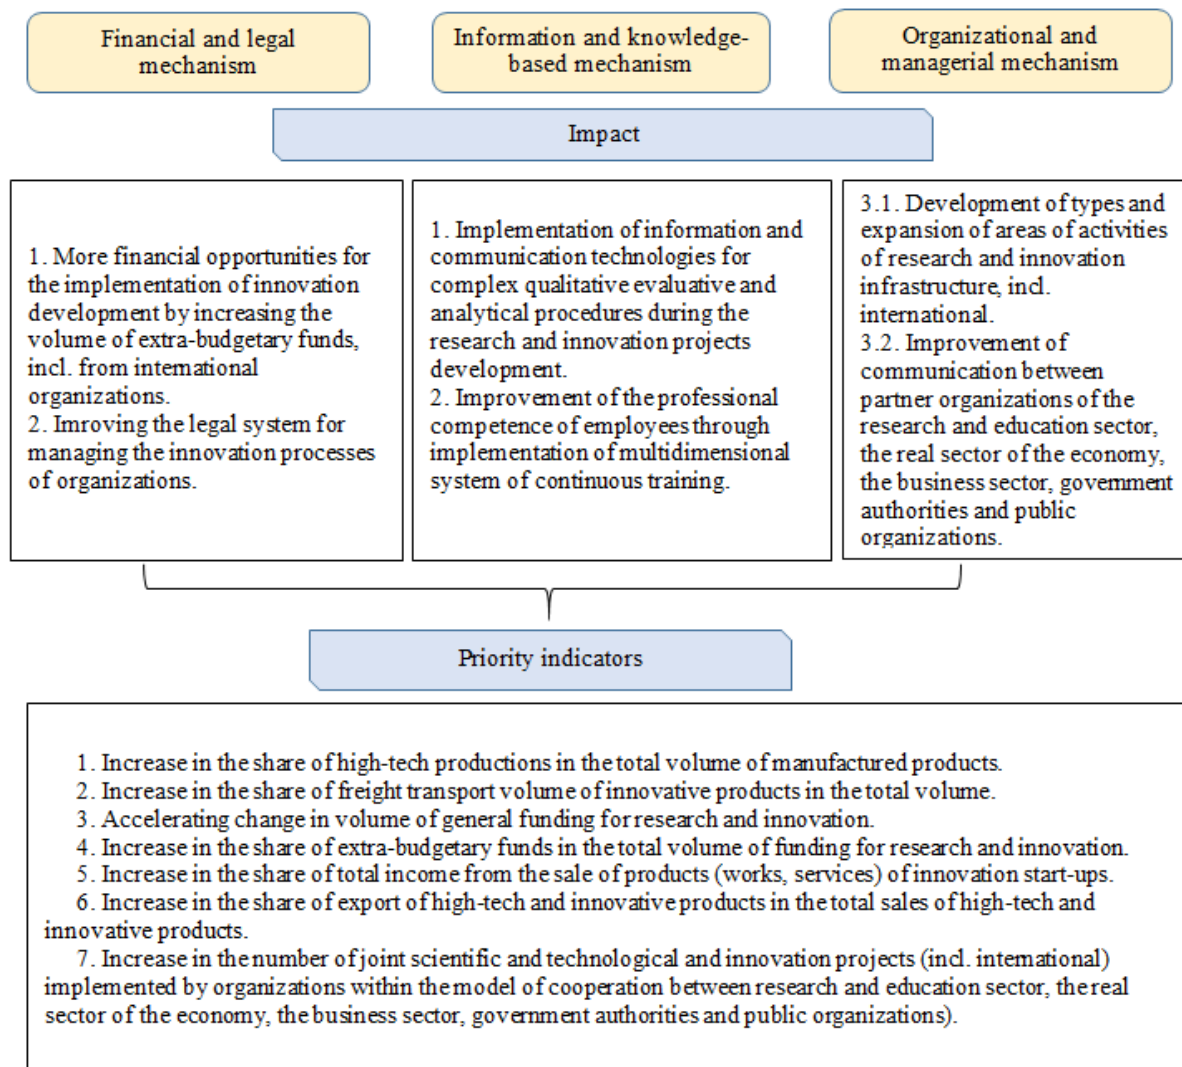 Financial and legal
mechanism
Information and knowledge-
based mechanism
Organizational and
managerial mechanism
Impact
1. More financial opportunities for
the implementation of innovation
development by increasing the
volume of extra-budgetary funds,
incl. from international
organizations.
2. Imroving the legal system for
managing the innovation processes
of organizations.
1. Implementation of information and
communication technologies for
complex qualitative evaluative and
analytical procedures during the
research and innovation projects
development.
2. Improvement of the professional
competence of employees through
implementation of multidimensional
system of continuous training.
3.1. Development of types and
expansion of areas of activities
of research and innovation
infrastructure, incl.
international.
3.2. Improvement of
communication between
partner organizations of the
research and education sector,
the real sector of the economy,
the business sector, government
authorities and public
organizations.
Priority indicators
1. Increase in the share of high-tech productions in the total volume of manufactured products.
2. Increase in the share of freight transport volume of innovative products in the total volume.
3. Accelerating change in volume of general funding for research and innovation.
4. Increase in the share of extra-budgetary funds in the total volume of funding for research and innovation.
5. Increase in the share of total income from the sale of products (works, services) of innovation start-ups.
6. Increase in the share of export of high-tech and innovative products in the total sales of high-tech and
innovative products.
7. Increase in the number of joint scientific and technological and innovation projects (incl. international)
implemented by organizations within the model of cooperation between research and education sector, the real
sector of the economy, the business sector, government authorities and public organizations).